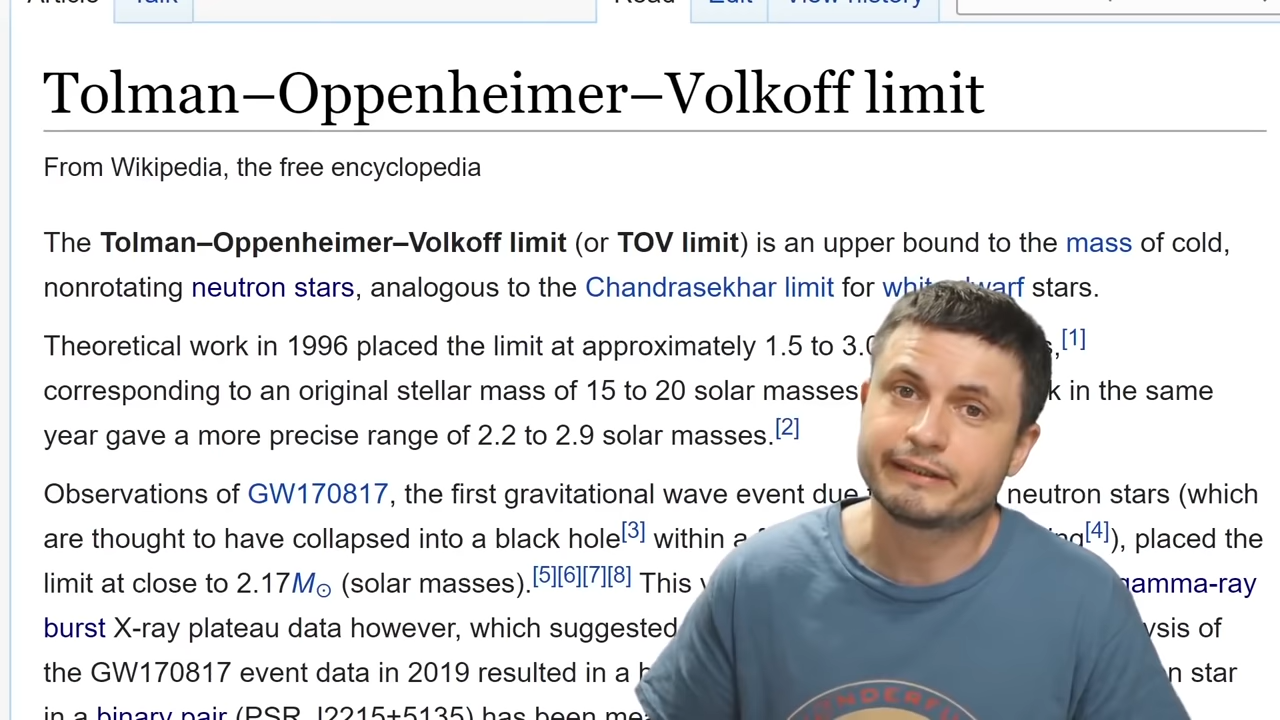 Article Talk Read Edit View history
Tolman–Oppenheimer–Volkoff limit
From Wikipedia, the free encyclopedia
The Tolman–Oppenheimer–Volkoff limit (or TOV limit) is an upper bound to the mass of cold,
nonrotating neutron stars, analogous to the Chandrasekhar limit for white dwarf stars.
Theoretical work in 1996 placed the limit at approximately 1.5 to 3.0 [1]
corresponding to an original stellar mass of 15 to 20 solar masses in the same
year gave a more precise range of 2.2 to 2.9 solar masses.[2]
Observations of GW170817, the first gravitational wave event due neutron stars (which
are thought to have collapsed into a black hole[3] within a [4]), placed the
limit at close to 2.17M☉ (solar masses).[5][6][7][8] This gamma-ray
burst X-ray plateau data however, which suggested of
the GW170817 event data in 2019 resulted in a star
in a binary pair (PSR J2215+5135) has been